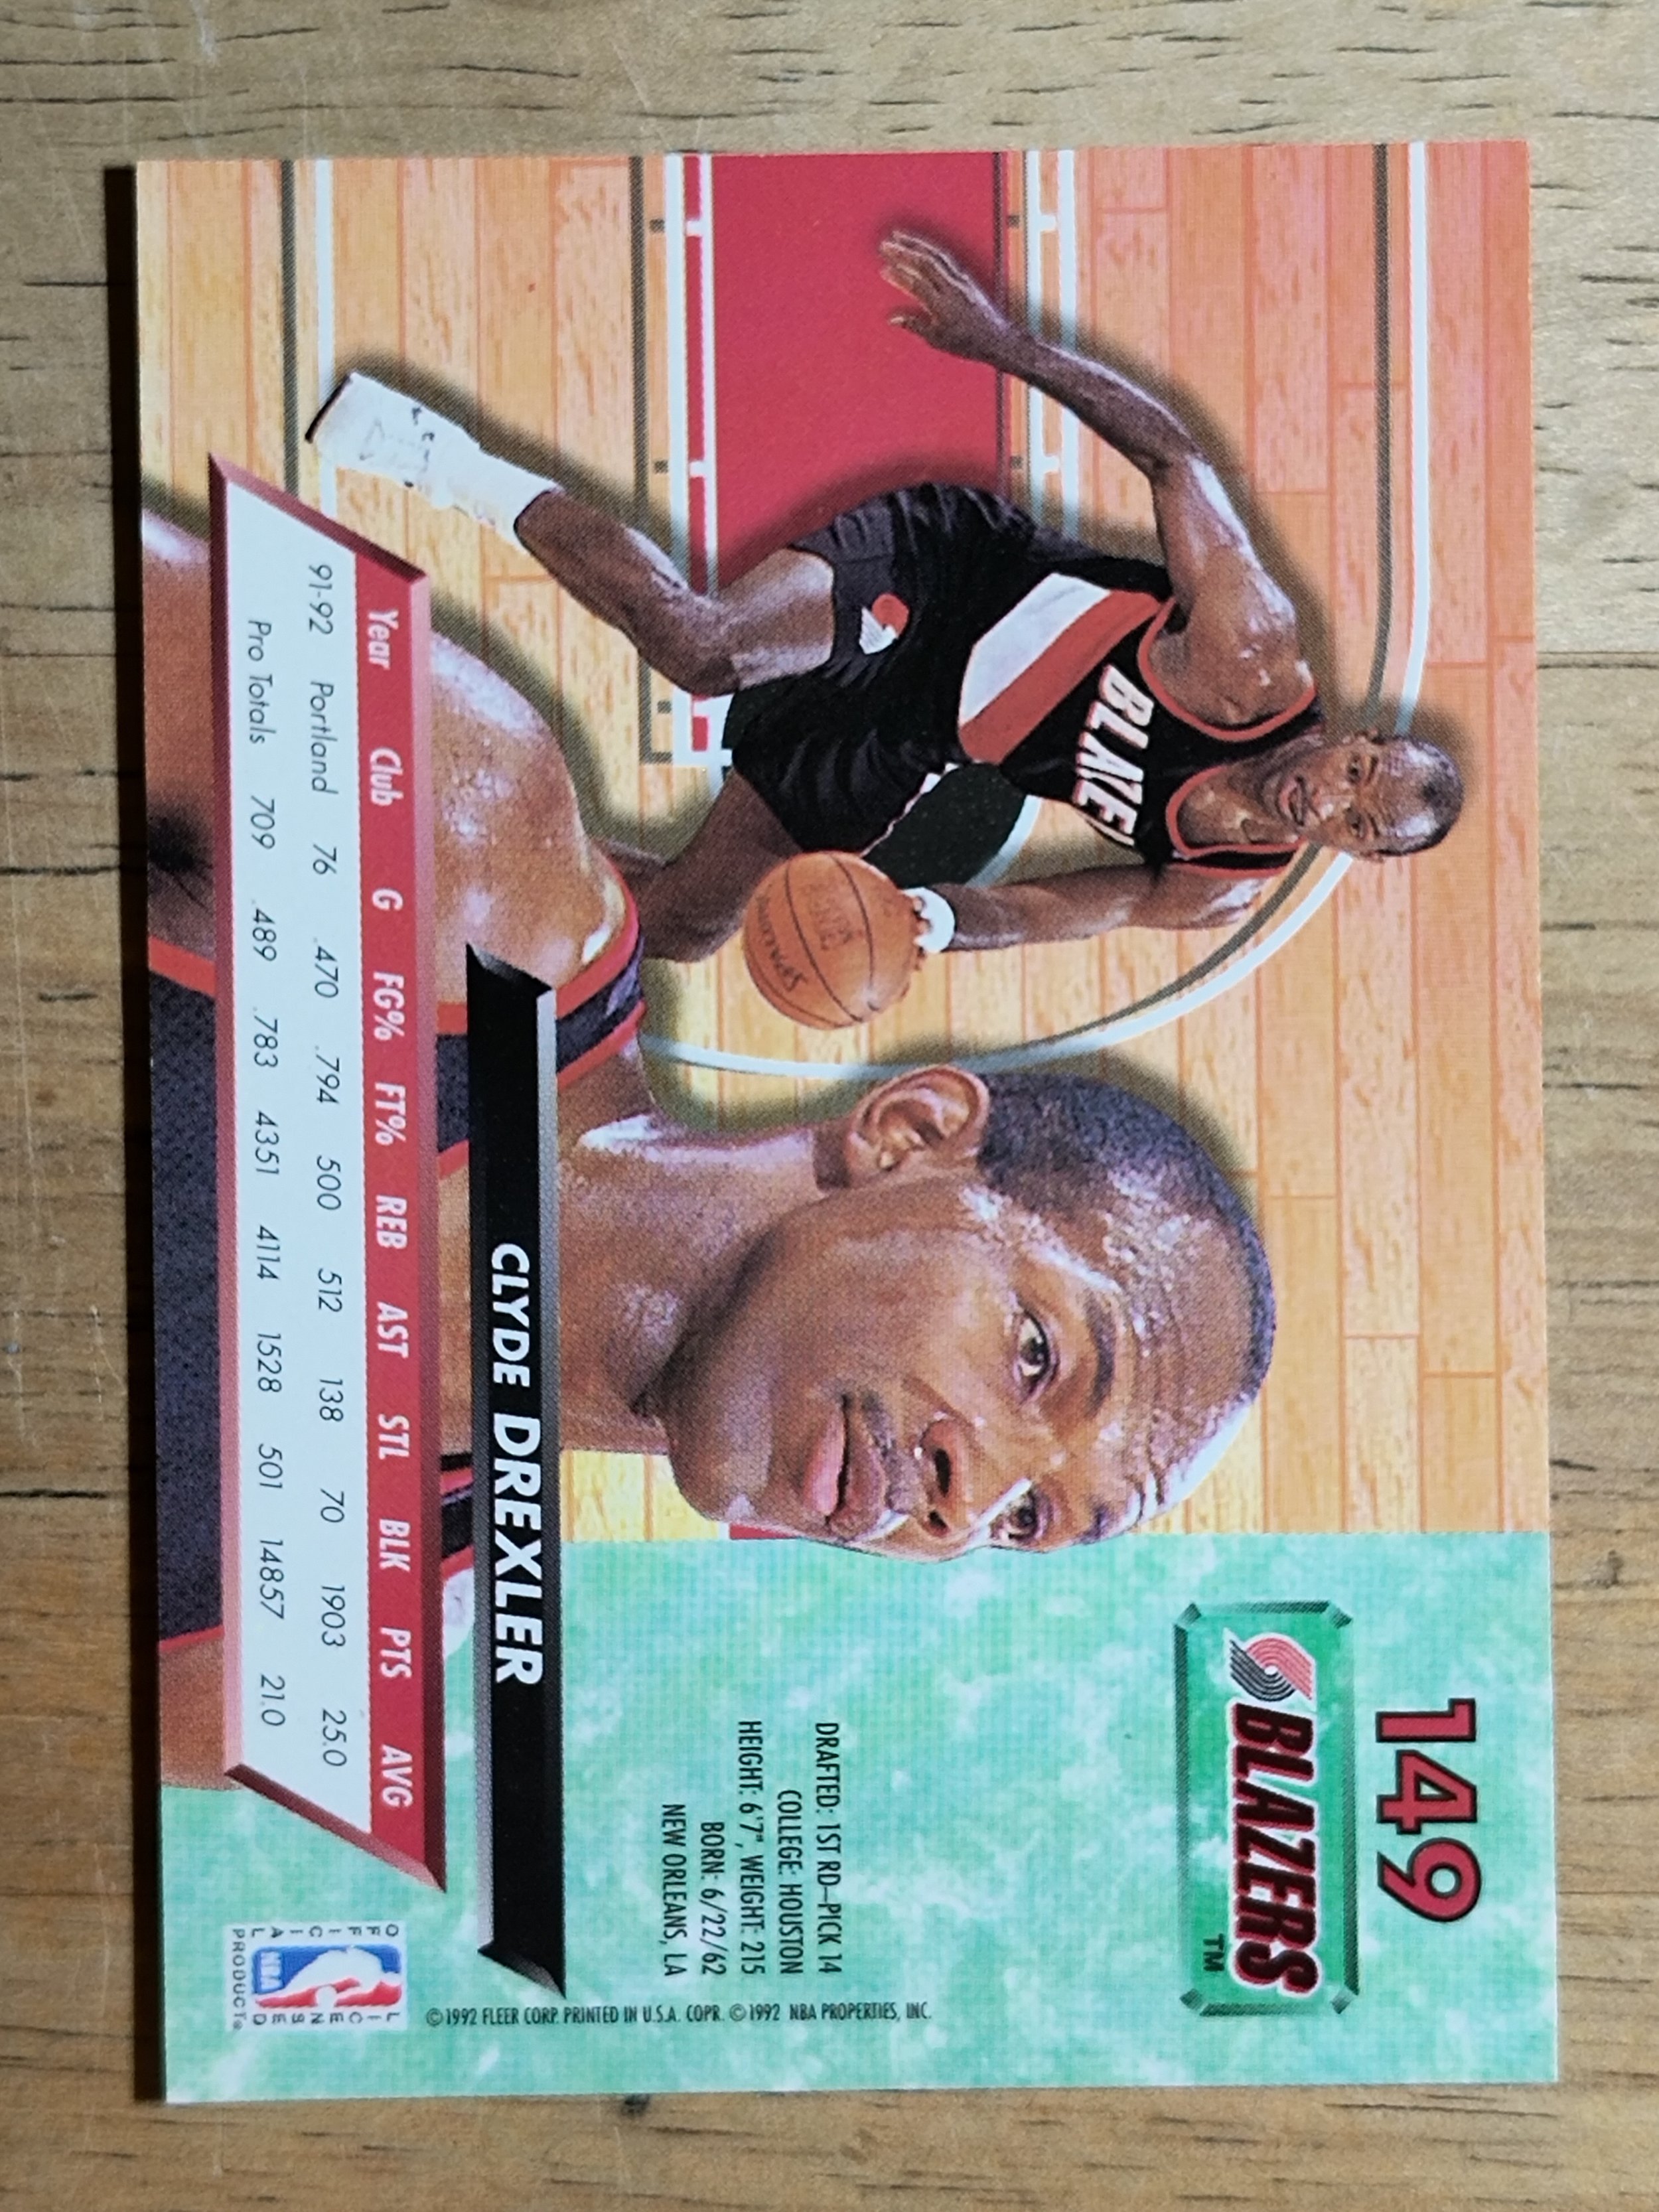 149
BLAZERS™
BLAZE
SPALDING
DRAFTED: 1ST RD–PICK 14
COLLEGE: HOUSTON
HEIGHT: 6'7", WEIGHT: 215
BORN: 6/22/62
NEW ORLEANS, LA
©1992 FLEER CORP. PRINTED IN U.S.A. COPR. ©1992 NBA PROPERTIES, INC.
CLYDE DREXLER
Year Club G FG% FT% REB AST STL BLK PTS AVG
91-92 Portland 76 .470 .794 500 512 138 70 1903 25.0
Pro Totals 709 .489 .783 4351 4114 1528 501 14857 21.0
OFFICIAL
LICENSED
NBA
PRODUCT®